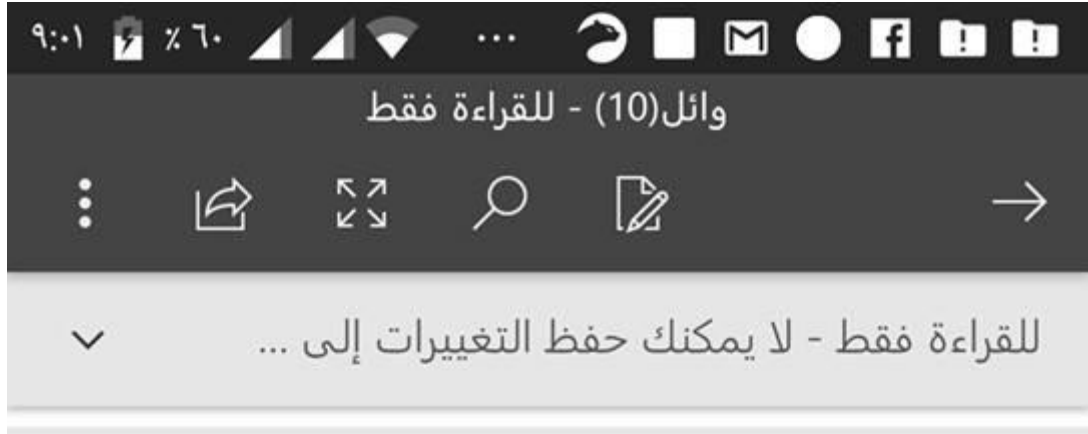 ٩:٠١ ٪ ٦٠ ...
وائل(10) - للقراءة فقط
للقراءة فقط - لا يمكنك حفظ التغييرات إلى ...